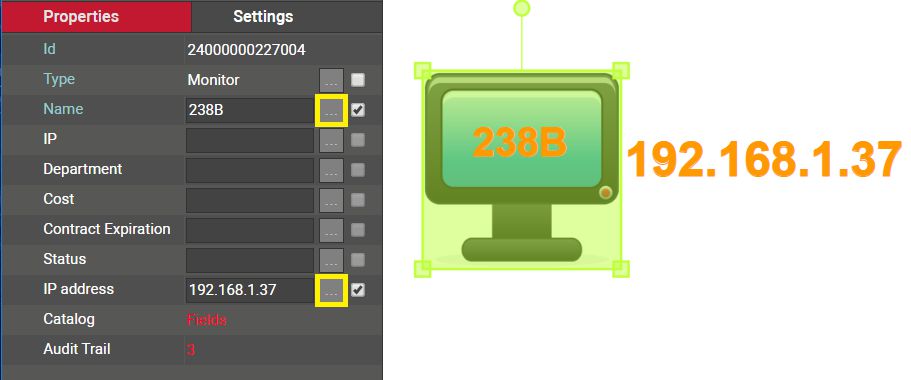 Properties Settings
Id 24000000227004
Type Monitor ...
Name 238B ...
IP ...
Department ...
Cost ...
Contract Expiration ...
Status ...
IP address 192.168.1.37 ...
Catalog Fields
Audit Trail 3
238B
192.168.1.37